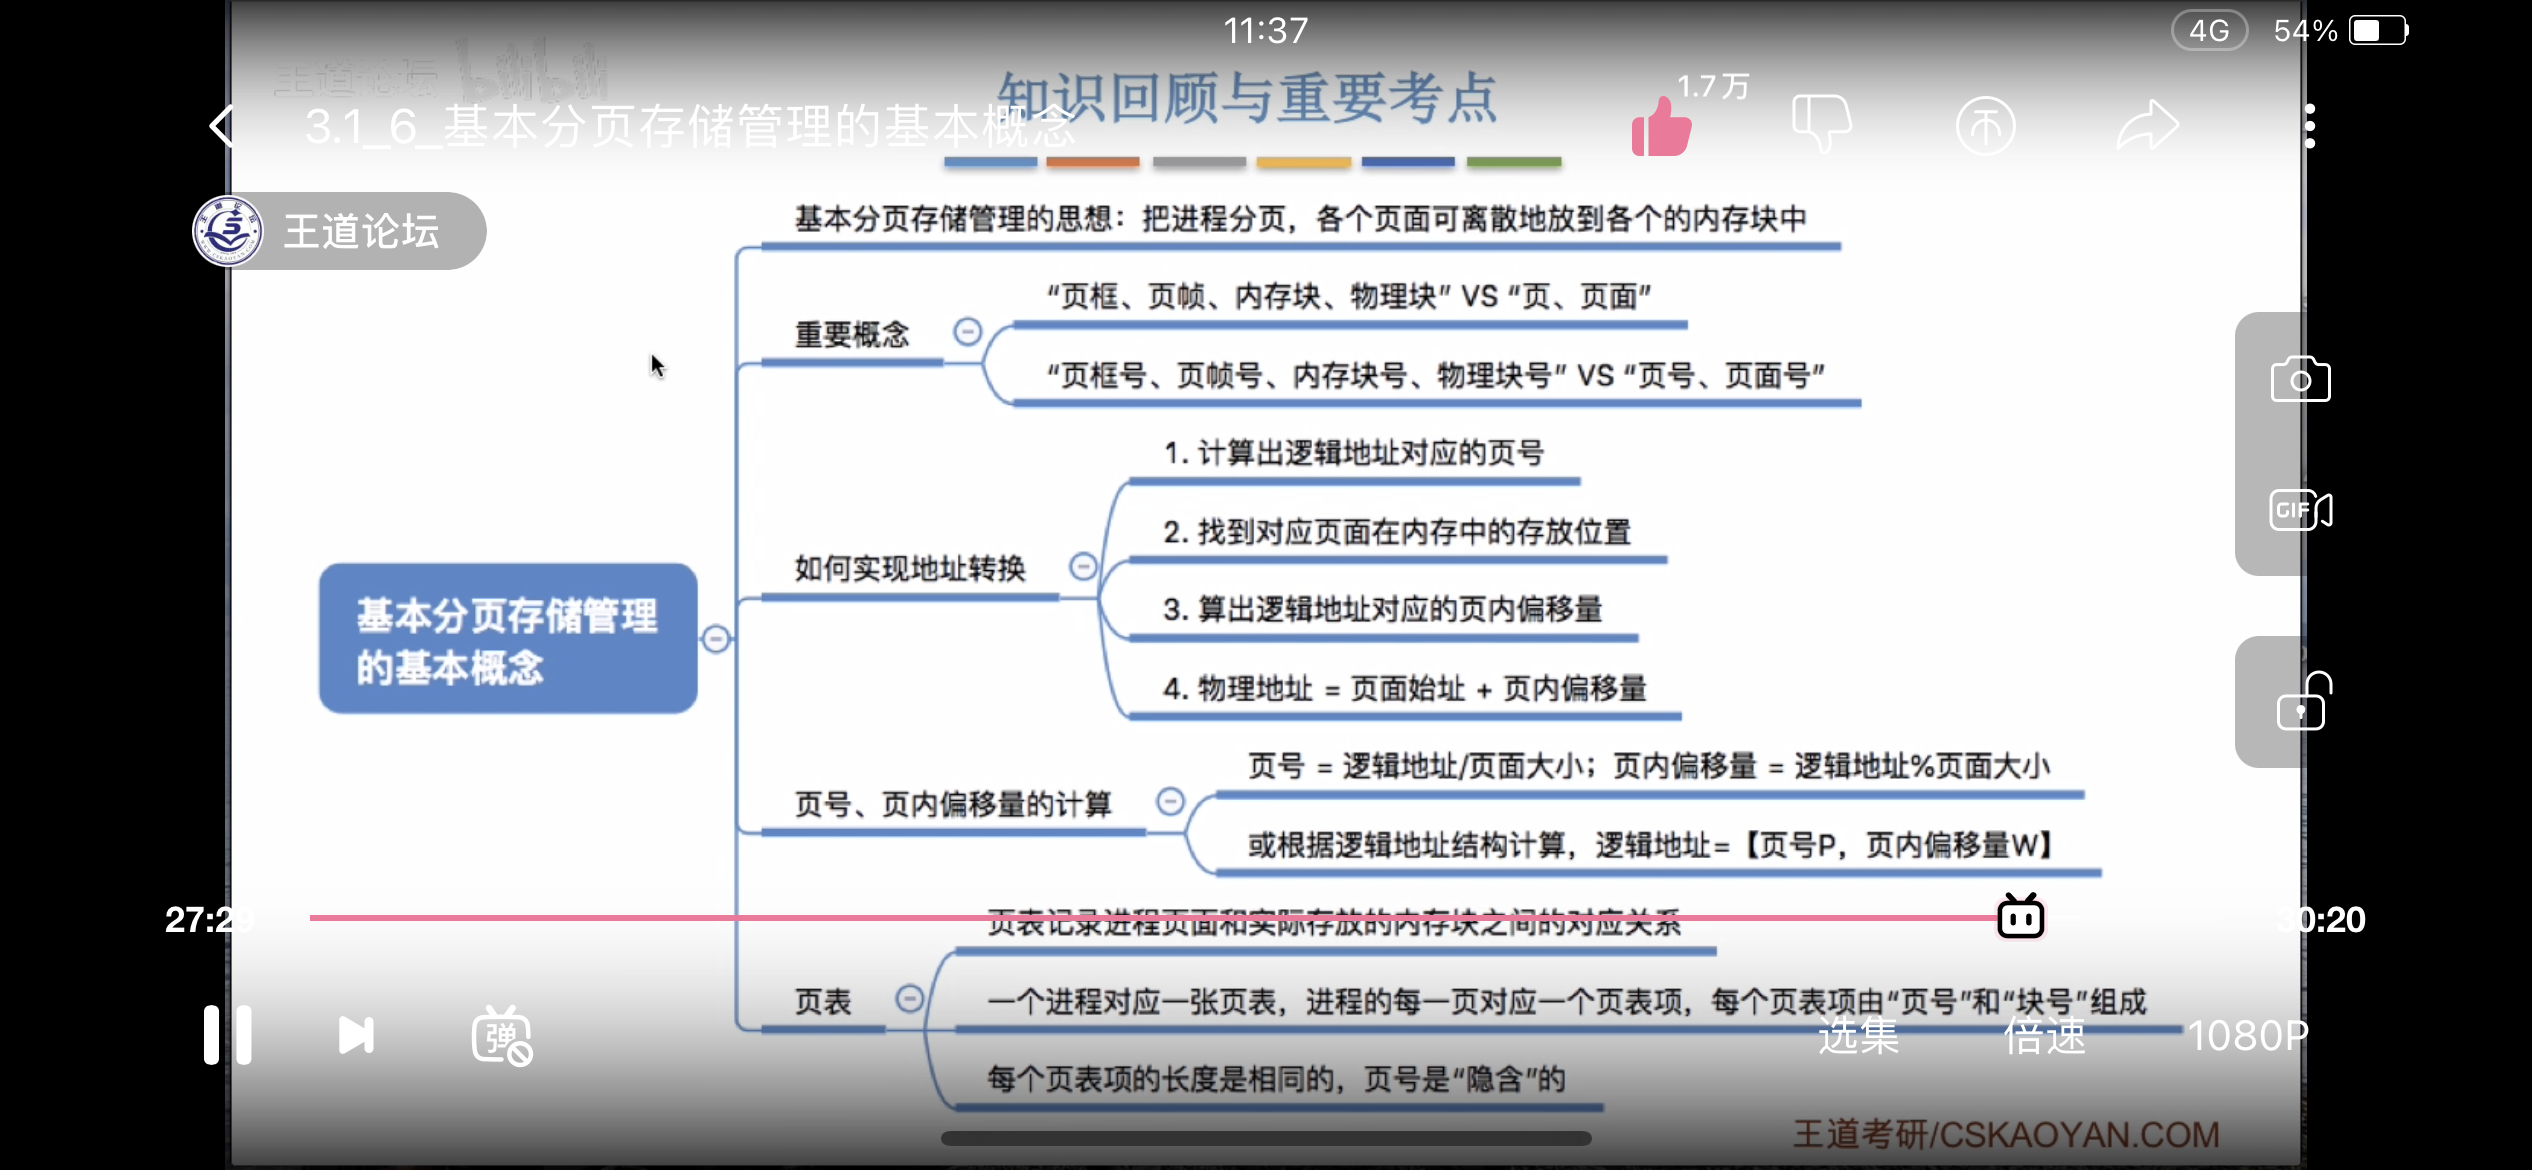 11:37
4G
54%
王道论坛 bilibili
知识回顾与重要考点
1.7万
3.1_6_基本分页存储管理的基本概念
王道论坛
基本分页存储管理的思想：把进程分页，各个页面可离散地放到各个的内存块中
“页框、页帧、内存块、物理块” VS “页、页面”
重要概念
“页框号、页帧号、内存块号、物理块号” VS “页号、页面号”
1. 计算出逻辑地址对应的页号
2. 找到对应页面在内存中的存放位置
如何实现地址转换
3. 算出逻辑地址对应的页内偏移量
4. 物理地址 = 页面始址 + 页内偏移量
基本分页存储管理
的基本概念
GIF
页号 = 逻辑地址/页面大小；页内偏移量 = 逻辑地址%页面大小
页号、页内偏移量的计算
或根据逻辑地址结构计算，逻辑地址=【页号P，页内偏移量W】
27:29
30:20
页表记录进程页面和实际存放的内存块之间的对应关系
页表
一个进程对应一张页表，进程的每一页对应一个页表项，每个页表项由“页号”和“块号”组成
弹
选集
倍速
1080P
每个页表项的长度是相同的，页号是“隐含”的
王道考研/CSKAOYAN.COM